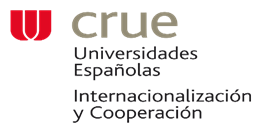 crue
Universidades
Españolas
Internacionalización
y Cooperación